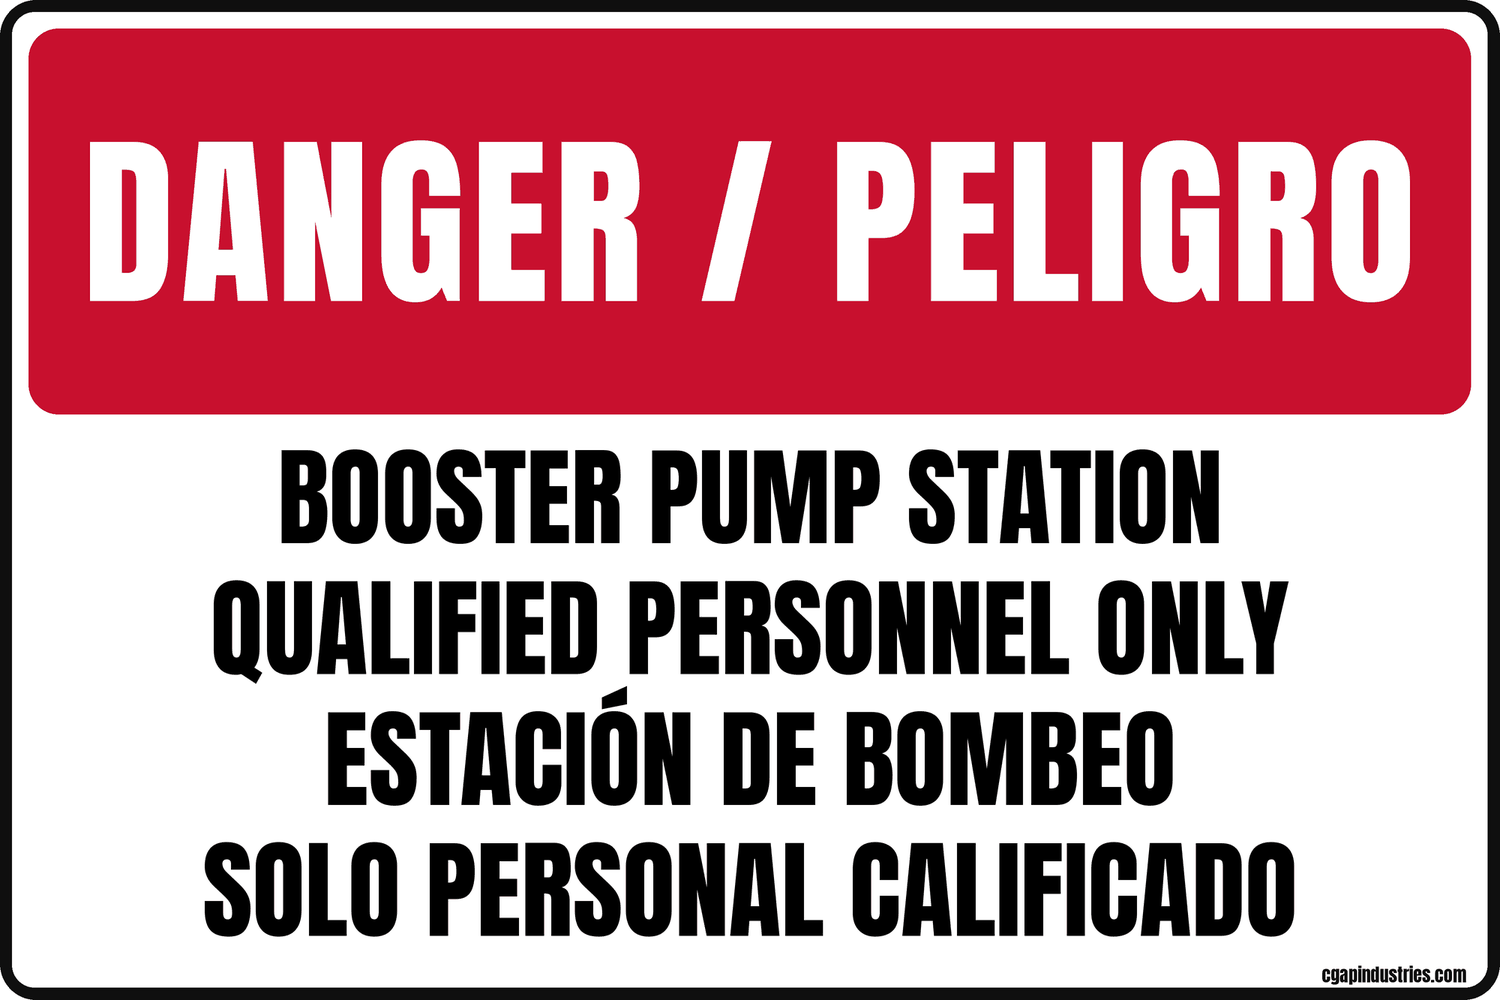 DANGER / PELIGRO
BOOSTER PUMP STATION
QUALIFIED PERSONNEL ONLY
ESTACIÓN DE BOMBEO
SOLO PERSONAL CALIFICADO
cgapindustries.com